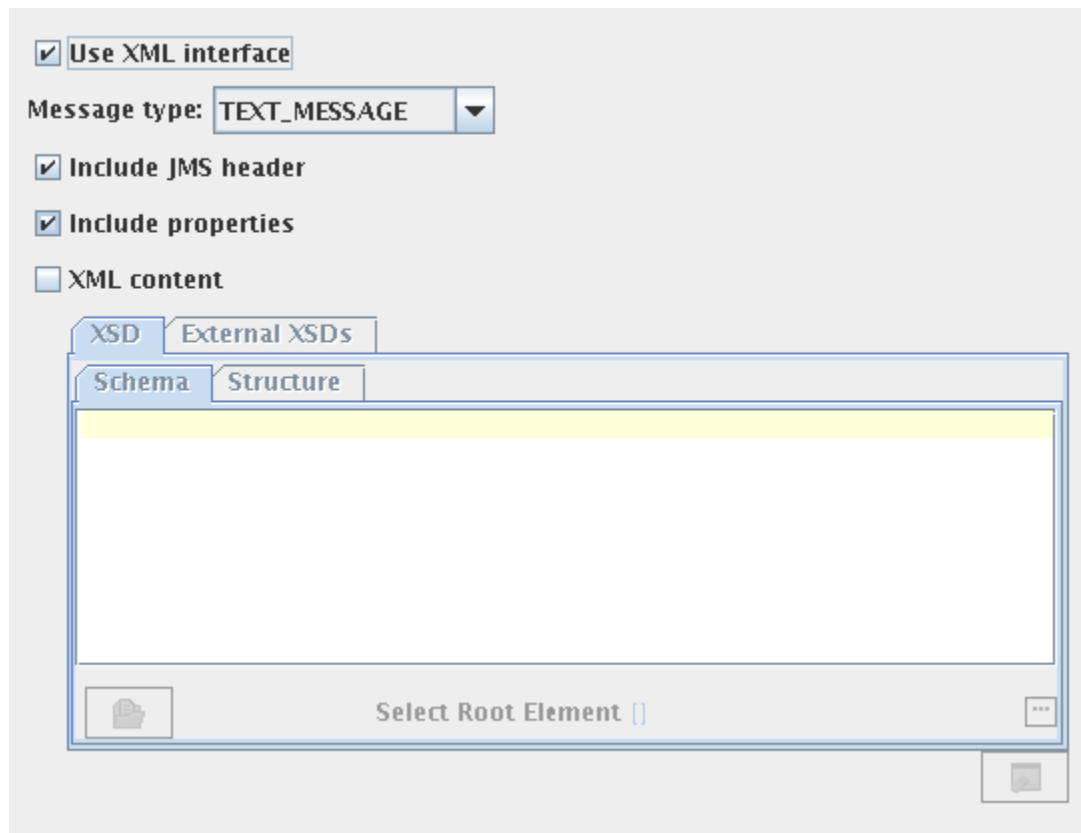 Use XML interface
Message type: TEXT_MESSAGE
Include JMS header
Include properties
XML content
XSD External XSDs
Schema Structure
Select Root Element []
...